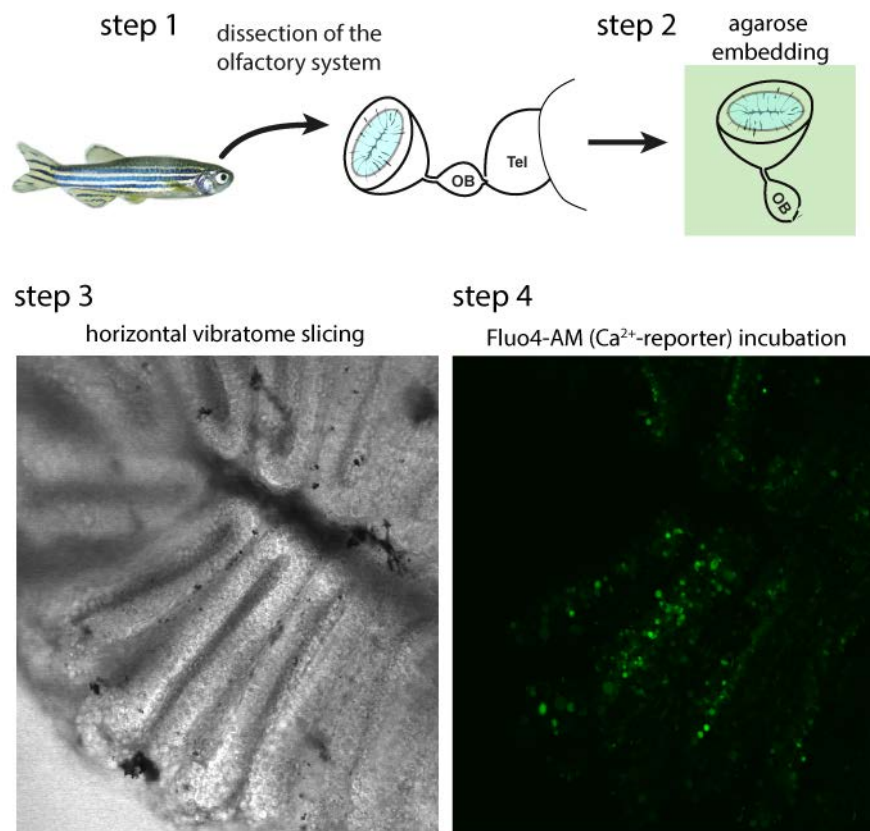 step 1
dissection of the
olfactory system
OB
Tel
step 2
agarose
embedding
OB
step 3
horizontal vibratome slicing
step 4
Fluo4-AM (Ca²⁺-reporter) incubation